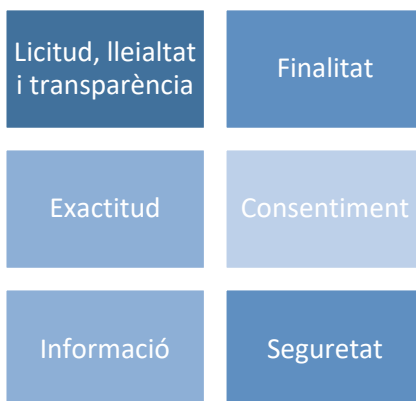 Licitud, lleialtat
i transparència
Finalitat
Exactitud
Consentiment
Informació
Seguretat